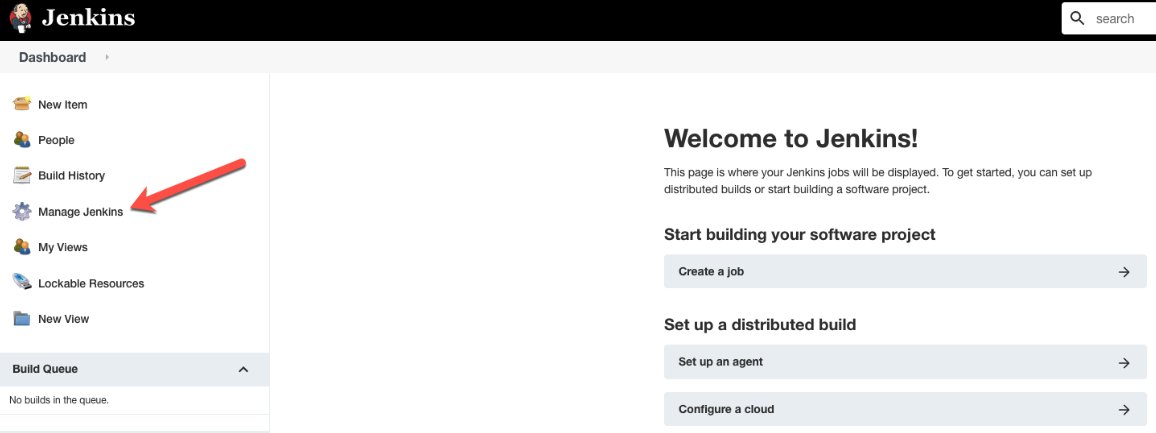 Jenkins
search
Dashboard
New Item
People
Build History
Manage Jenkins
My Views
Lockable Resources
New View
Build Queue
No builds in the queue.
Welcome to Jenkins!
This page is where your Jenkins jobs will be displayed. To get started, you can set up
distributed builds or start building a software project.
Start building your software project
Create a job
Set up a distributed build
Set up an agent
Configure a cloud